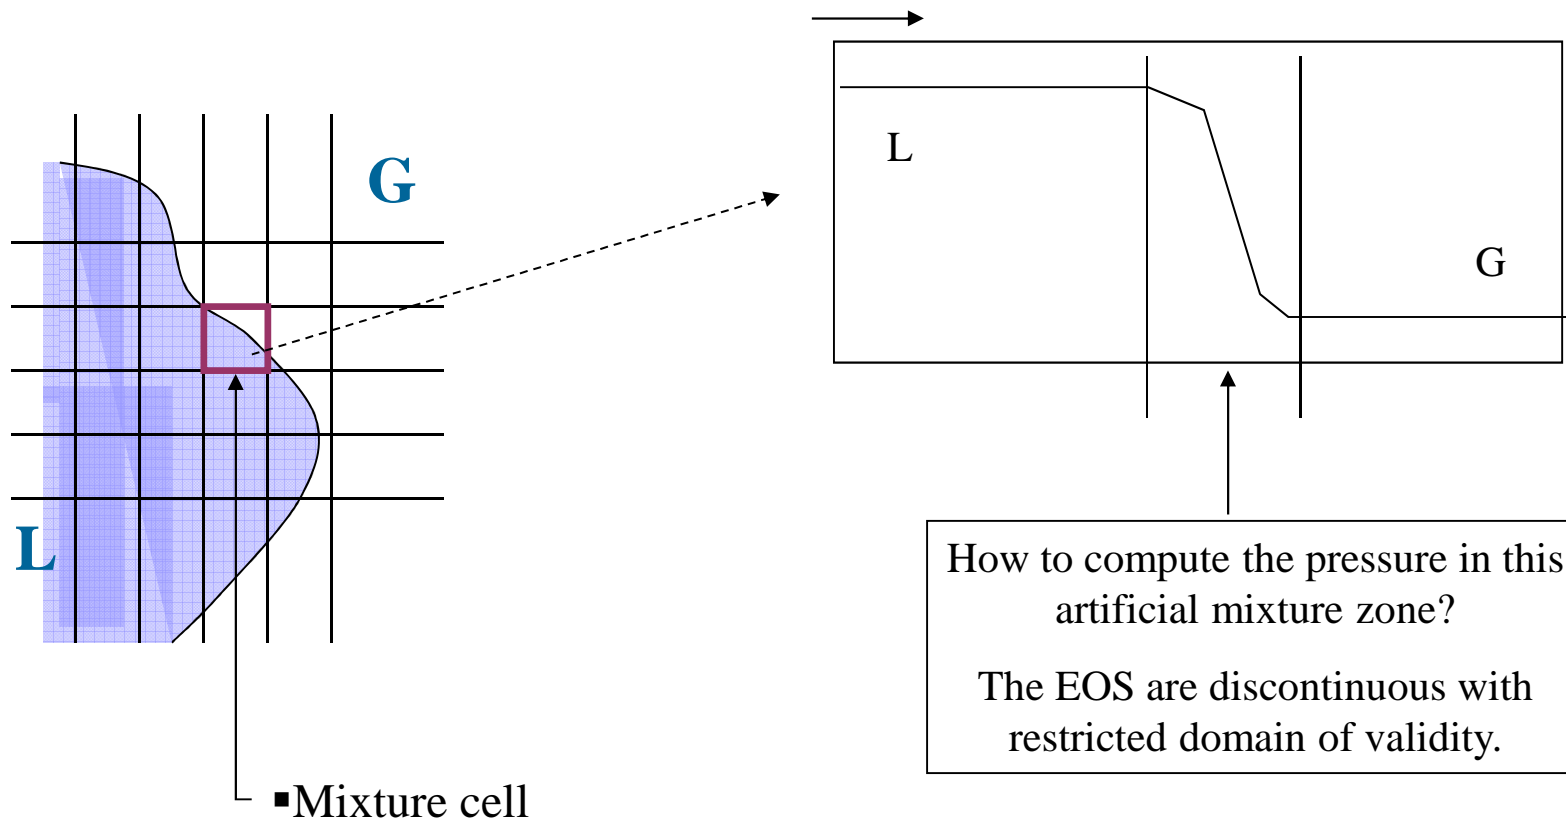 G
L
▪Mixture cell
L
G
How to compute the pressure in this
artificial mixture zone?
The EOS are discontinuous with
restricted domain of validity.